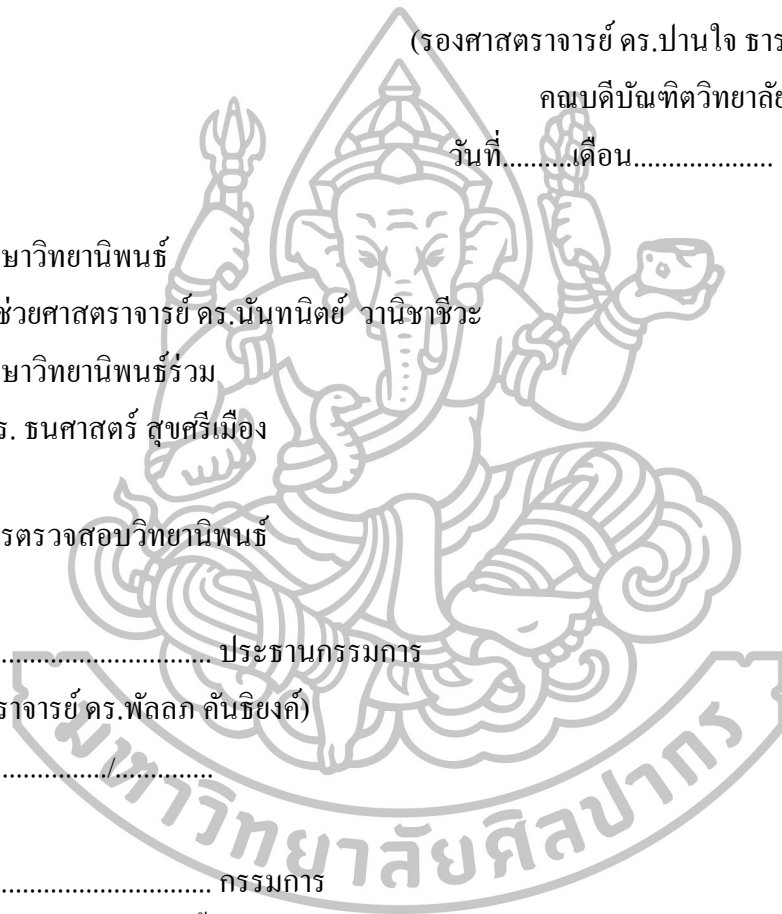 (รองศาสตราจารย์ ดร.ปานใจ ธาร
คณบดีบัณฑิตวิทยาลัย
วันที่..........เดือน....................
ษาวิทยานิพนธ์
ช่วยศาสตราจารย์ ดร.นันทนิตย์ วานิชาชีวะ
ษาวิทยานิพนธ์ร่วม
ร. ธนศาสตร์ สุขศรีเมือง
รตรวจสอบวิทยานิพนธ์
.............................. ประธานกรรมการ
ราจารย์ ดร.พัลลภ คันธิยงค์)
.............../..............
.............................. กรรมการ
มหาวิทยาลัยศิลปากร